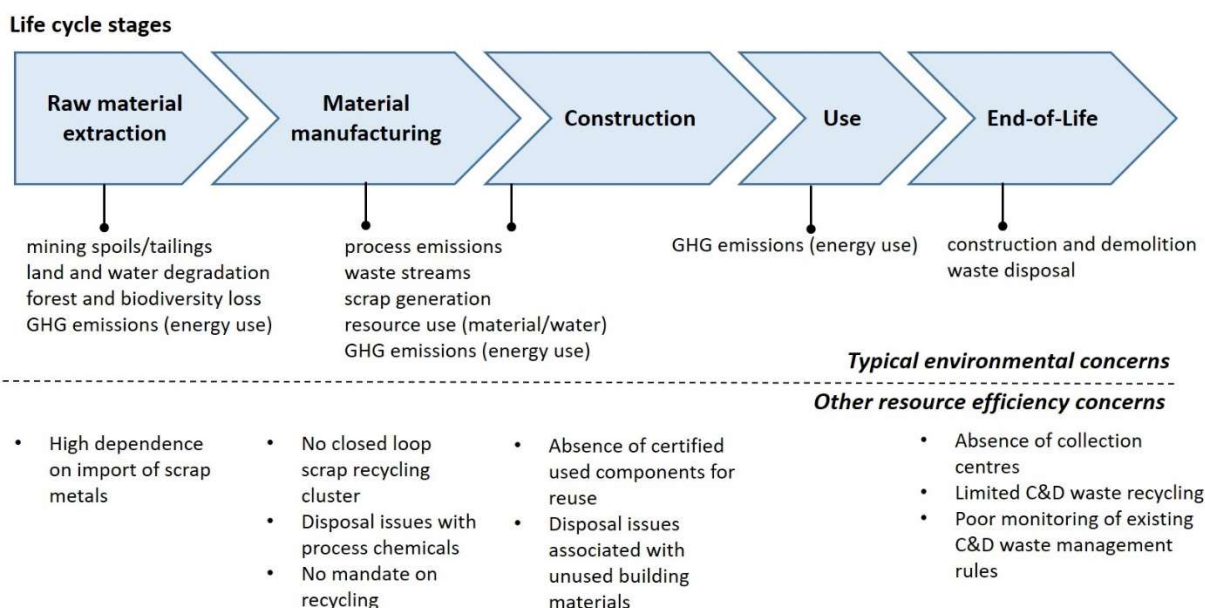 Life cycle stages
Raw material
extraction
Material
manufacturing
Construction
Use
End-of-Life
mining spoils/tailings
land and water degradation
forest and biodiversity loss
GHG emissions (energy use)
process emissions
waste streams
scrap generation
resource use (material/water)
GHG emissions (energy use)
GHG emissions (energy use)
construction and demolition
waste disposal
Typical environmental concerns
Other resource efficiency concerns
• High dependence
on import of scrap
metals
• No closed loop
scrap recycling
cluster
• Disposal issues with
process chemicals
• No mandate on
recycling
• Absence of certified
used components for
reuse
• Disposal issues
associated with
unused building
materials
• Absence of collection
centres
• Limited C&D waste recycling
• Poor monitoring of existing
C&D waste management
rules